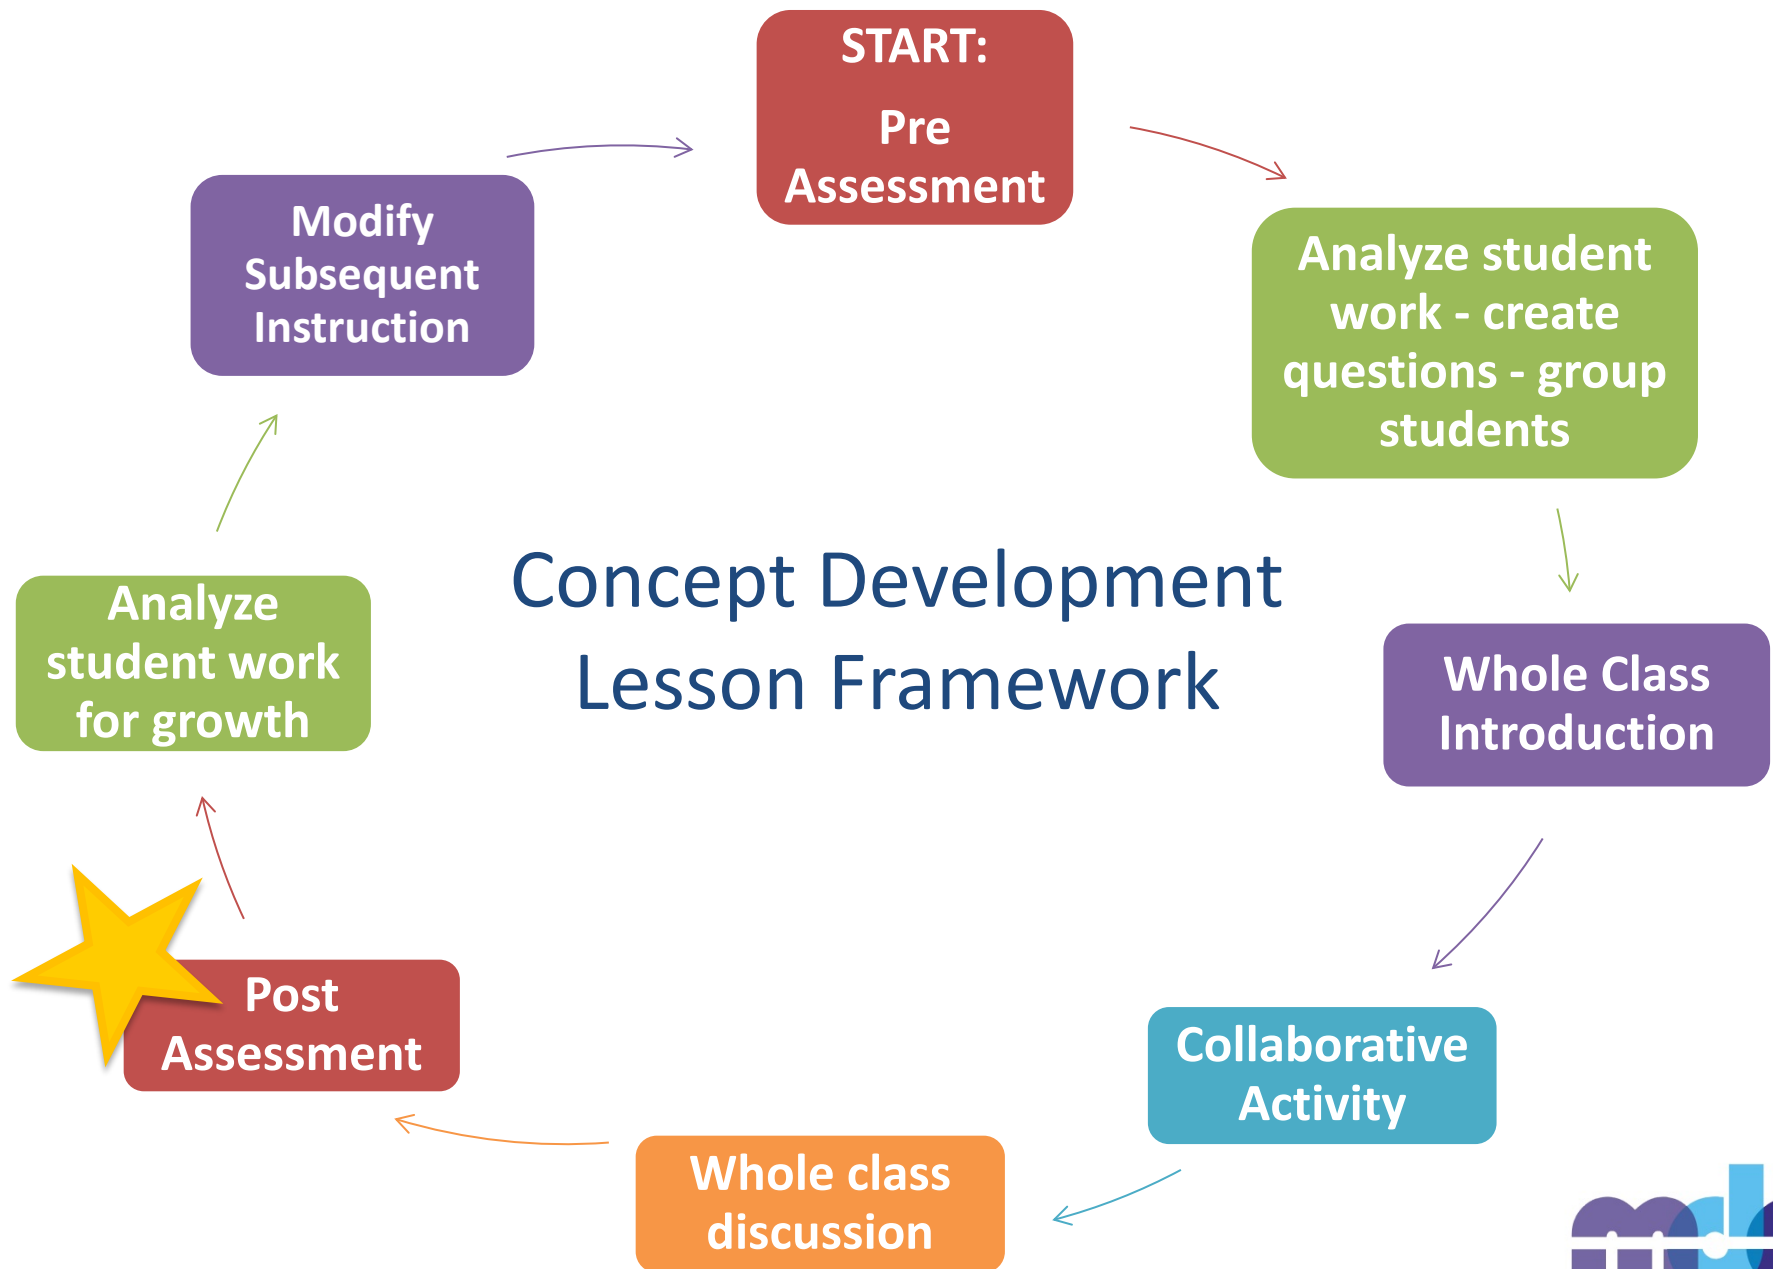 START:
Pre
Assessment
Analyze student
work - create
questions - group
students
Whole Class
Introduction
Collaborative
Activity
Whole class
discussion
Post
Assessment
Analyze
student work
for growth
Modify
Subsequent
Instruction
Concept Development
Lesson Framework